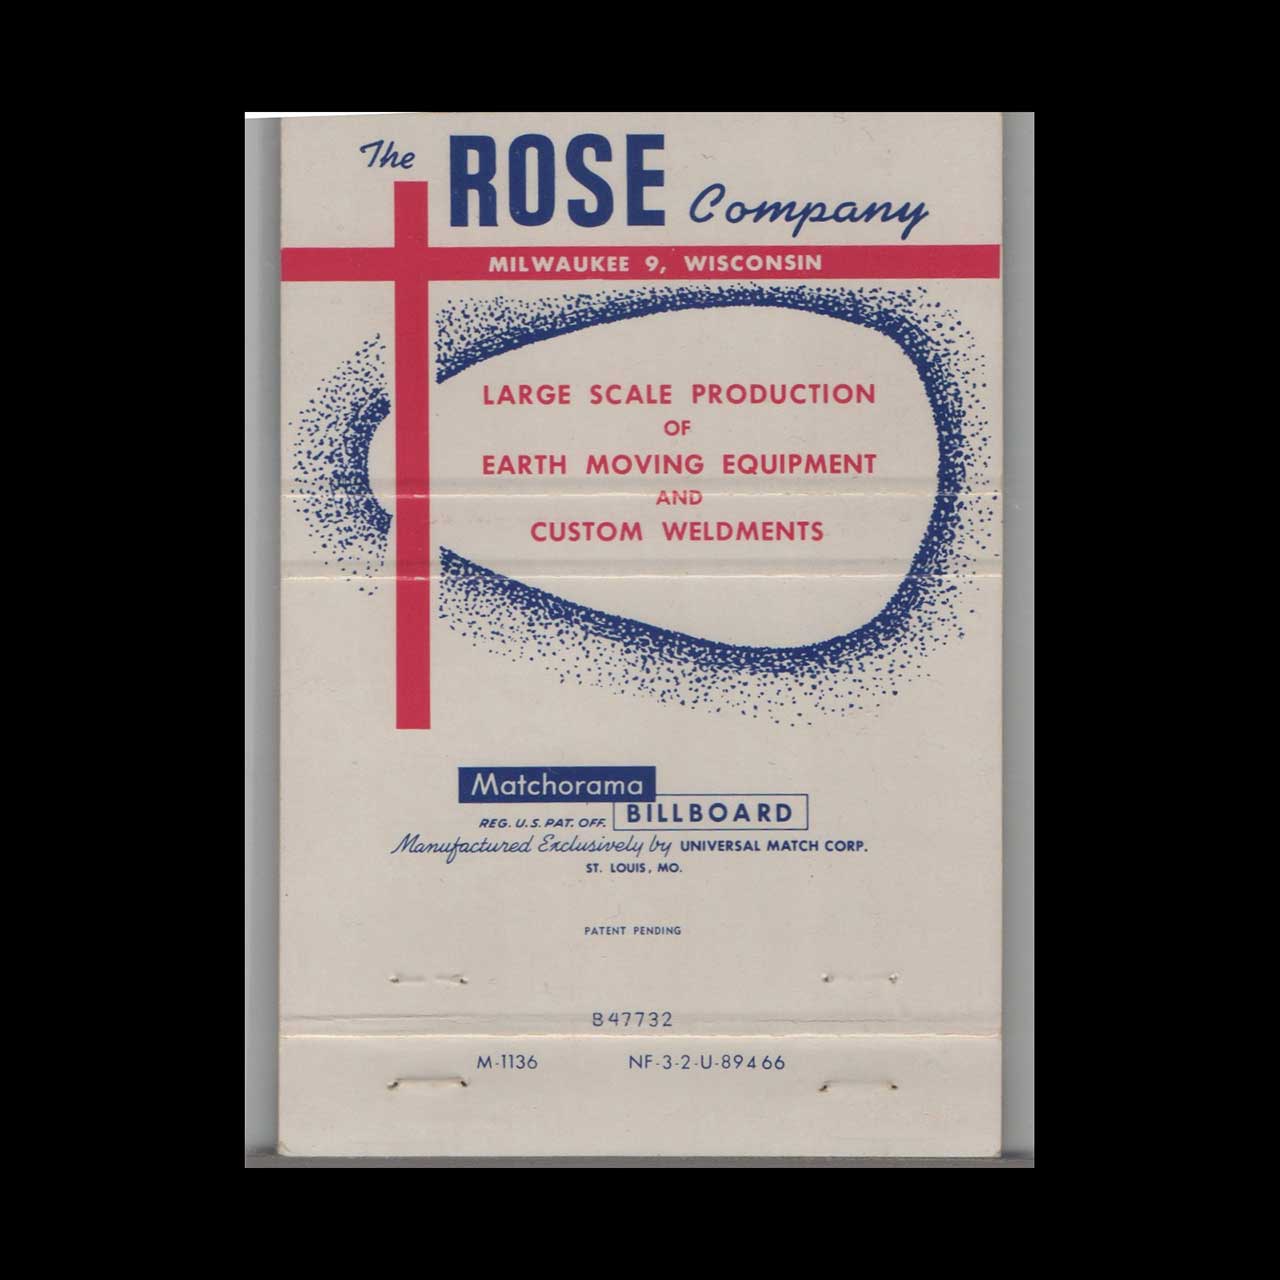 The ROSE Company
MILWAUKEE 9, WISCONSIN
LARGE SCALE PRODUCTION
OF
EARTH MOVING EQUIPMENT
AND
CUSTOM WELDMENTS
Matchorama
REG. U.S. PAT. OFF. BILLBOARD
Manufactured Exclusively by UNIVERSAL MATCH CORP.
ST. LOUIS, MO.
PATENT PENDING
B47732
M-1136 NF-3-2-U-89466